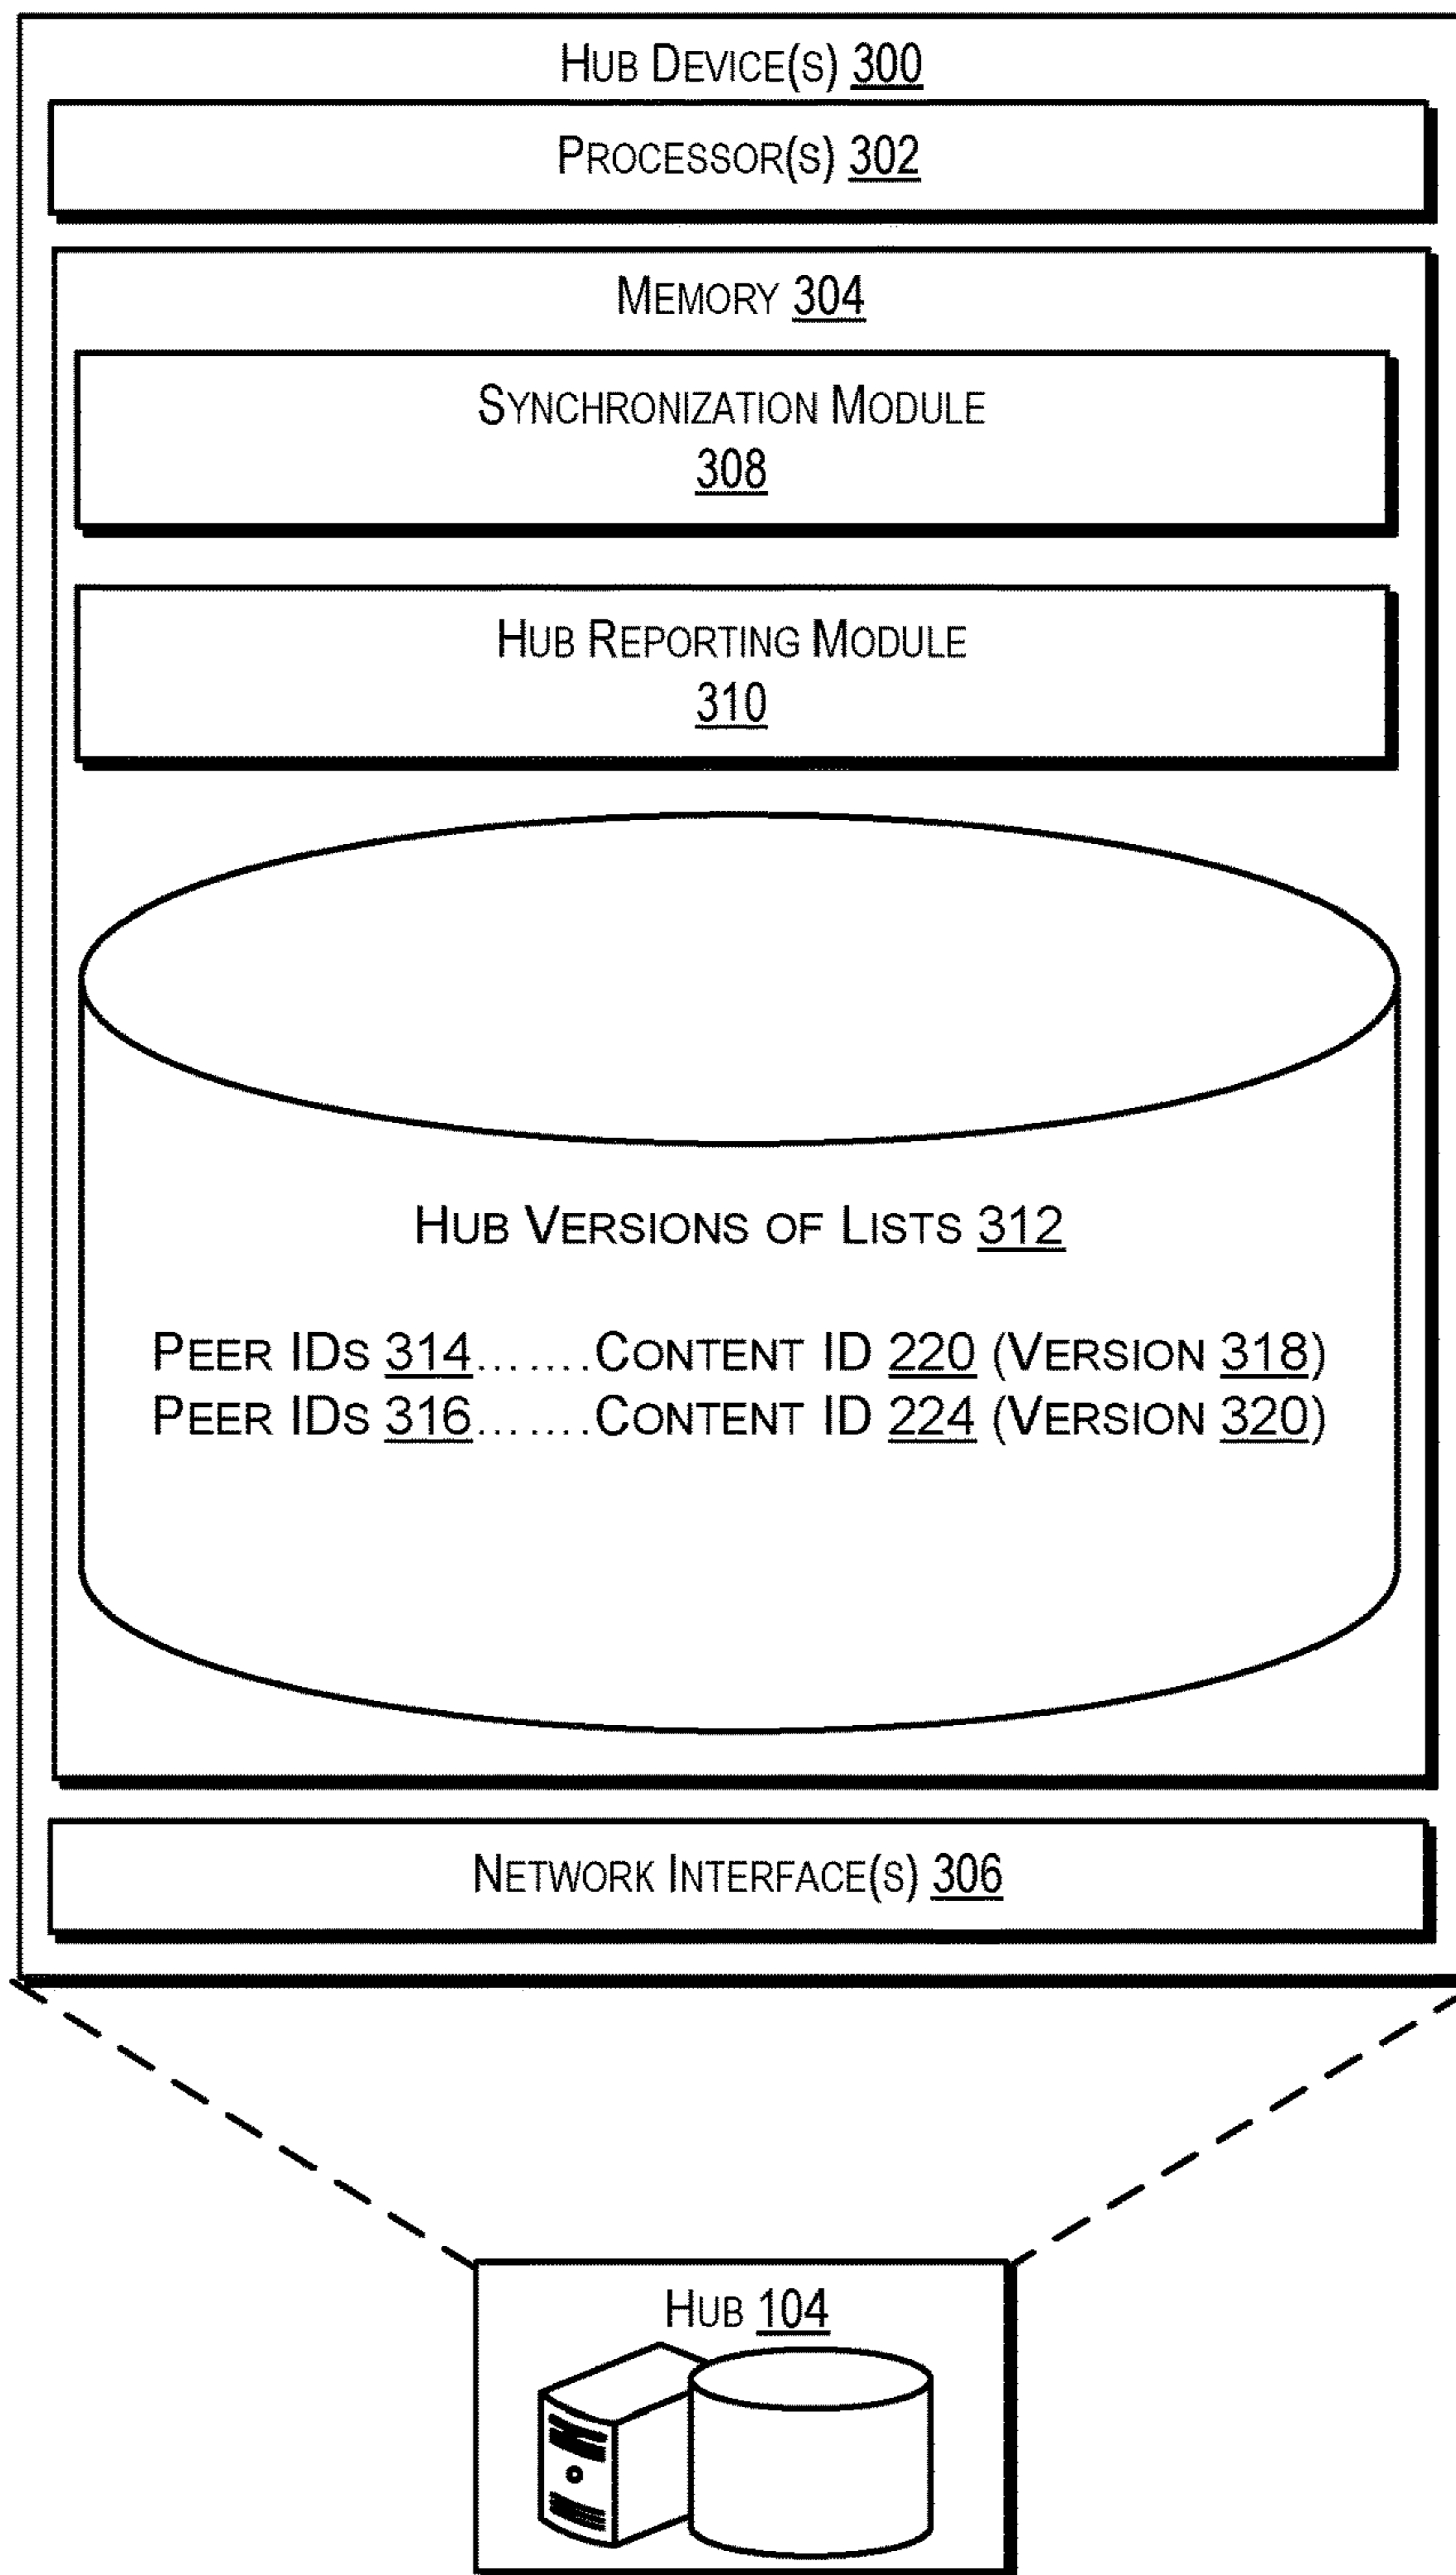 Hub Device(s) 300
Processor(s) 302
Memory 304
Synchronization Module
308
Hub Reporting Module
310
Hub Versions of Lists 312
Peer IDs 314.......Content ID 220 (Version 318)
Peer IDs 316.......Content ID 224 (Version 320)
Network Interface(s) 306
Hub 104